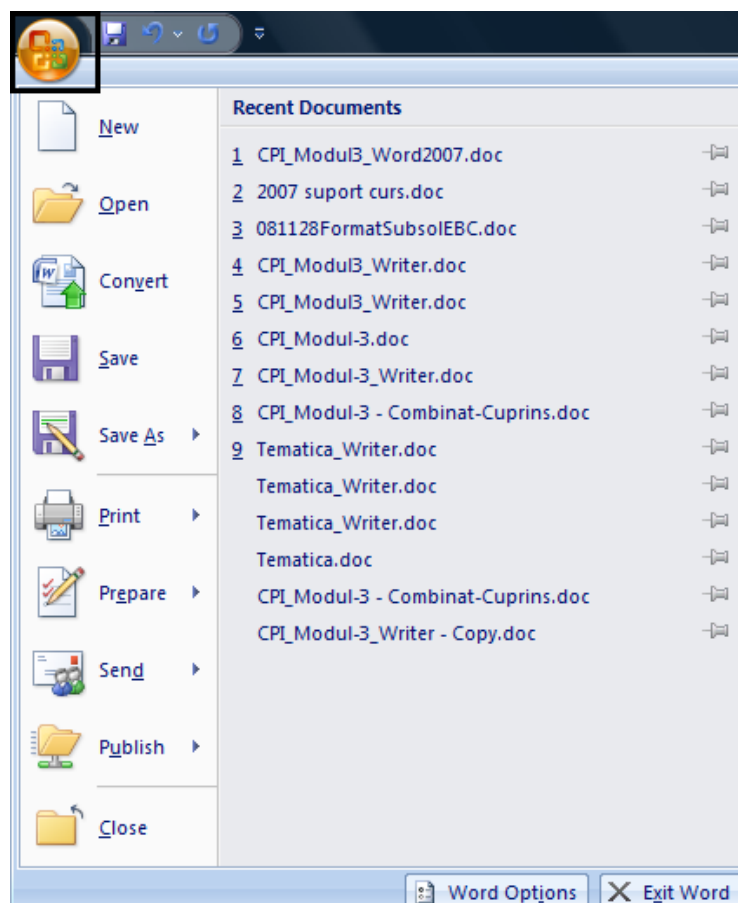 New
Open
Convert
Save
Save As
Print
Prepare
Send
Publish
Close
Recent Documents
1 CPI_Modul3_Word2007.doc
2 2007 suport curs.doc
3 081128FormatSubsolEBC.doc
4 CPI_Modul3_Writer.doc
5 CPI_Modul3_Writer.doc
6 CPI_Modul-3.doc
7 CPI_Modul-3_Writer.doc
8 CPI_Modul-3 - Combinat-Cuprins.doc
9 Tematica_Writer.doc
Tematica_Writer.doc
Tematica_Writer.doc
Tematica.doc
CPI_Modul-3 - Combinat-Cuprins.doc
CPI_Modul-3_Writer - Copy.doc
Word Options
Exit Word